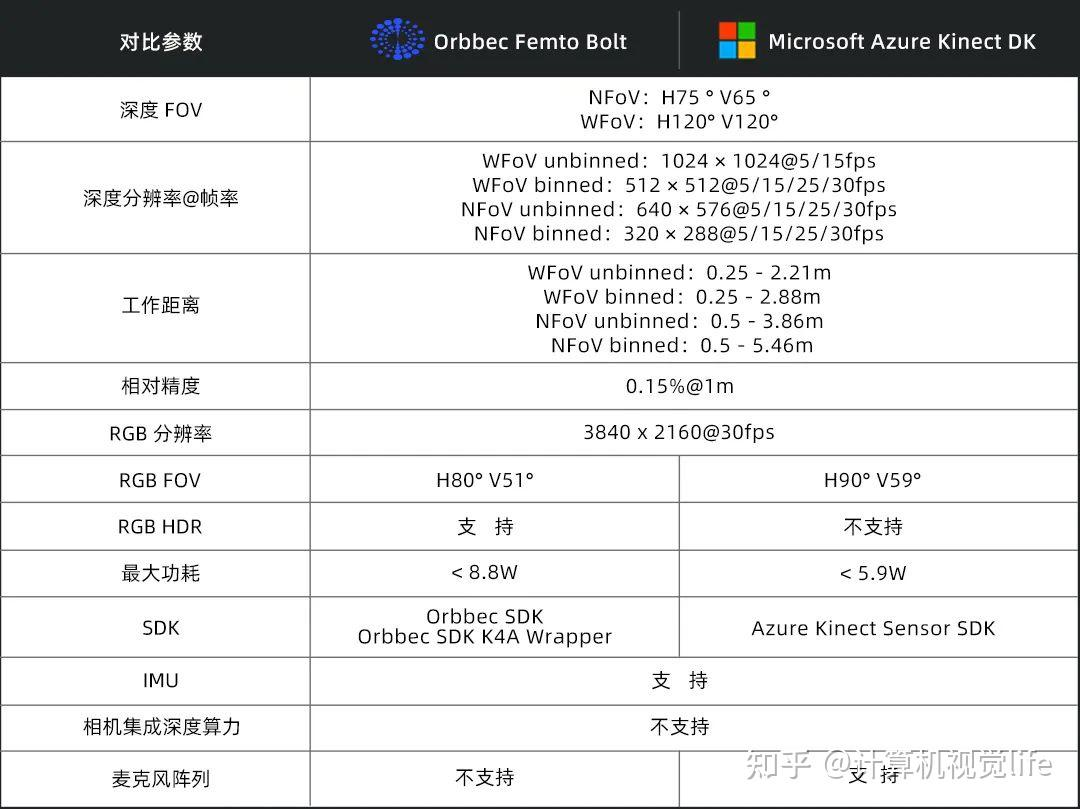 对比参数
Orbbec Femto Bolt
Microsoft Azure Kinect DK
深度 FOV
NFoV：H75 ° V65 °
WFoV：H120° V120°
深度分辨率@帧率
WFoV unbinned：1024 × 1024@5/15fps
WFoV binned：512 × 512@5/15/25/30fps
NFoV unbinned：640 × 576@5/15/25/30fps
NFoV binned：320 × 288@5/15/25/30fps
工作距离
WFoV unbinned：0.25 - 2.21m
WFoV binned：0.25 - 2.88m
NFoV unbinned：0.5 - 3.86m
NFoV binned：0.5 - 5.46m
相对精度
0.15%@1m
RGB 分辨率
3840 x 2160@30fps
RGB FOV
H80° V51°
H90° V59°
RGB HDR
支 持
不支持
最大功耗
< 8.8W
< 5.9W
SDK
Orbbec SDK
Orbbec SDK K4A Wrapper
Azure Kinect Sensor SDK
IMU
支 持
相机集成深度算力
不支持
麦克风阵列
不支持
支 持
知乎 @计算机视觉life